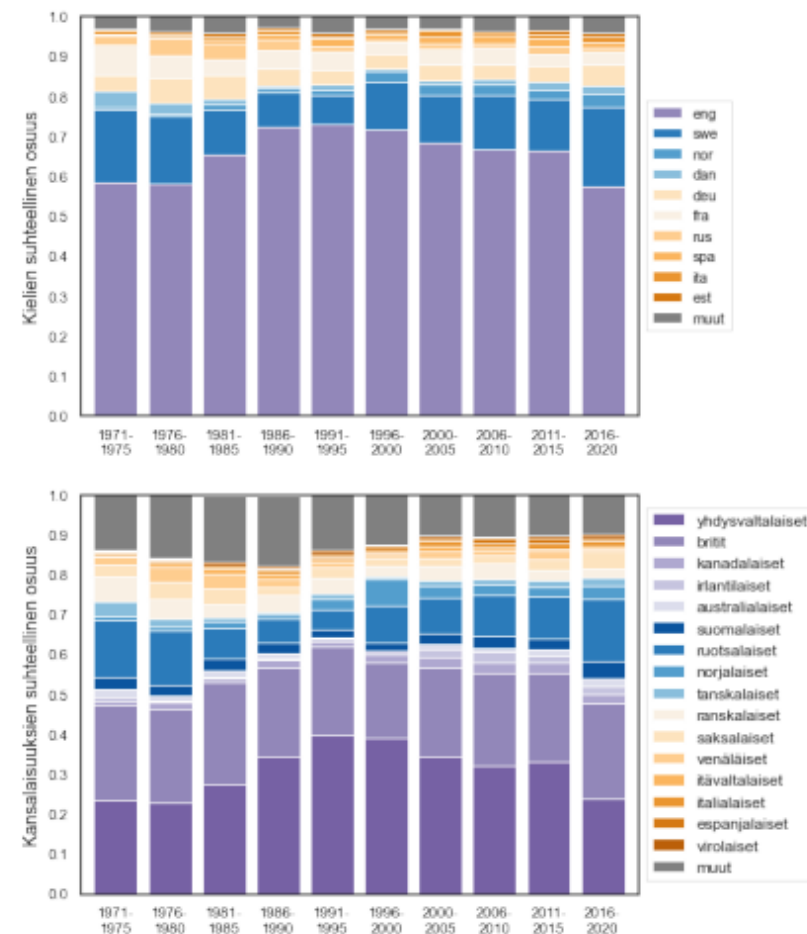 Kielien suhteellinen osuus
1.0
0.9
0.8
0.7
0.6
0.5
0.4
0.3
0.2
0.1
0.0
1971-
1975
1976-
1980
1981-
1985
1986-
1990
1991-
1995
1996-
2000
2000-
2005
2006-
2010
2011-
2015
2016-
2020
eng
swe
nor
dan
deu
fra
rus
spa
ita
est
muut
Kansalaisuuksien suhteellinen osuus
1.0
0.9
0.8
0.7
0.6
0.5
0.4
0.3
0.2
0.1
0.0
1971-
1975
1976-
1980
1981-
1985
1986-
1990
1991-
1995
1996-
2000
2000-
2005
2006-
2010
2011-
2015
2016-
2020
yhdysvaltalaiset
britit
kanadalaiset
irlantilaiset
australialaiset
suomalaiset
ruotsalaiset
norjalaiset
tanskalaiset
ranskalaiset
saksalaiset
venäläiset
itävaltalaiset
italialaiset
espanjalaiset
virolaiset
muut